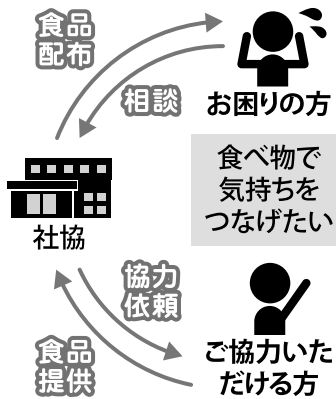 食品
配布
相談
お困りの方
食べ物で
気持ちを
つなげたい
社協
協力
依頼
食品
提供
ご協力いた
だける方